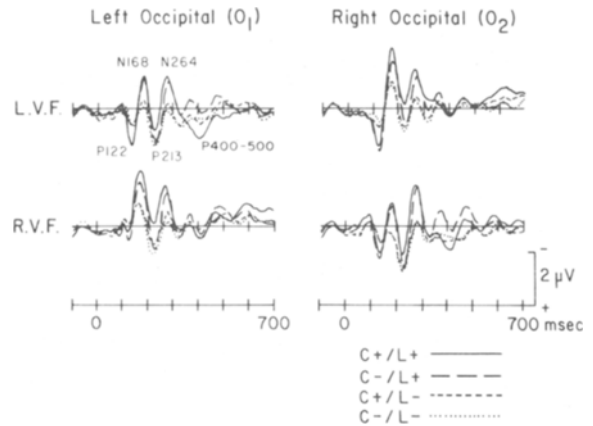 Left Occipital (O₁) Right Occipital (O₂)
N168 N264
L.V.F.
P122 P213 P400-500
R.V.F.
−
2 μV
+
0 700 0 700 msec
C+/L+
C-/L+
C+/L-
C-/L-